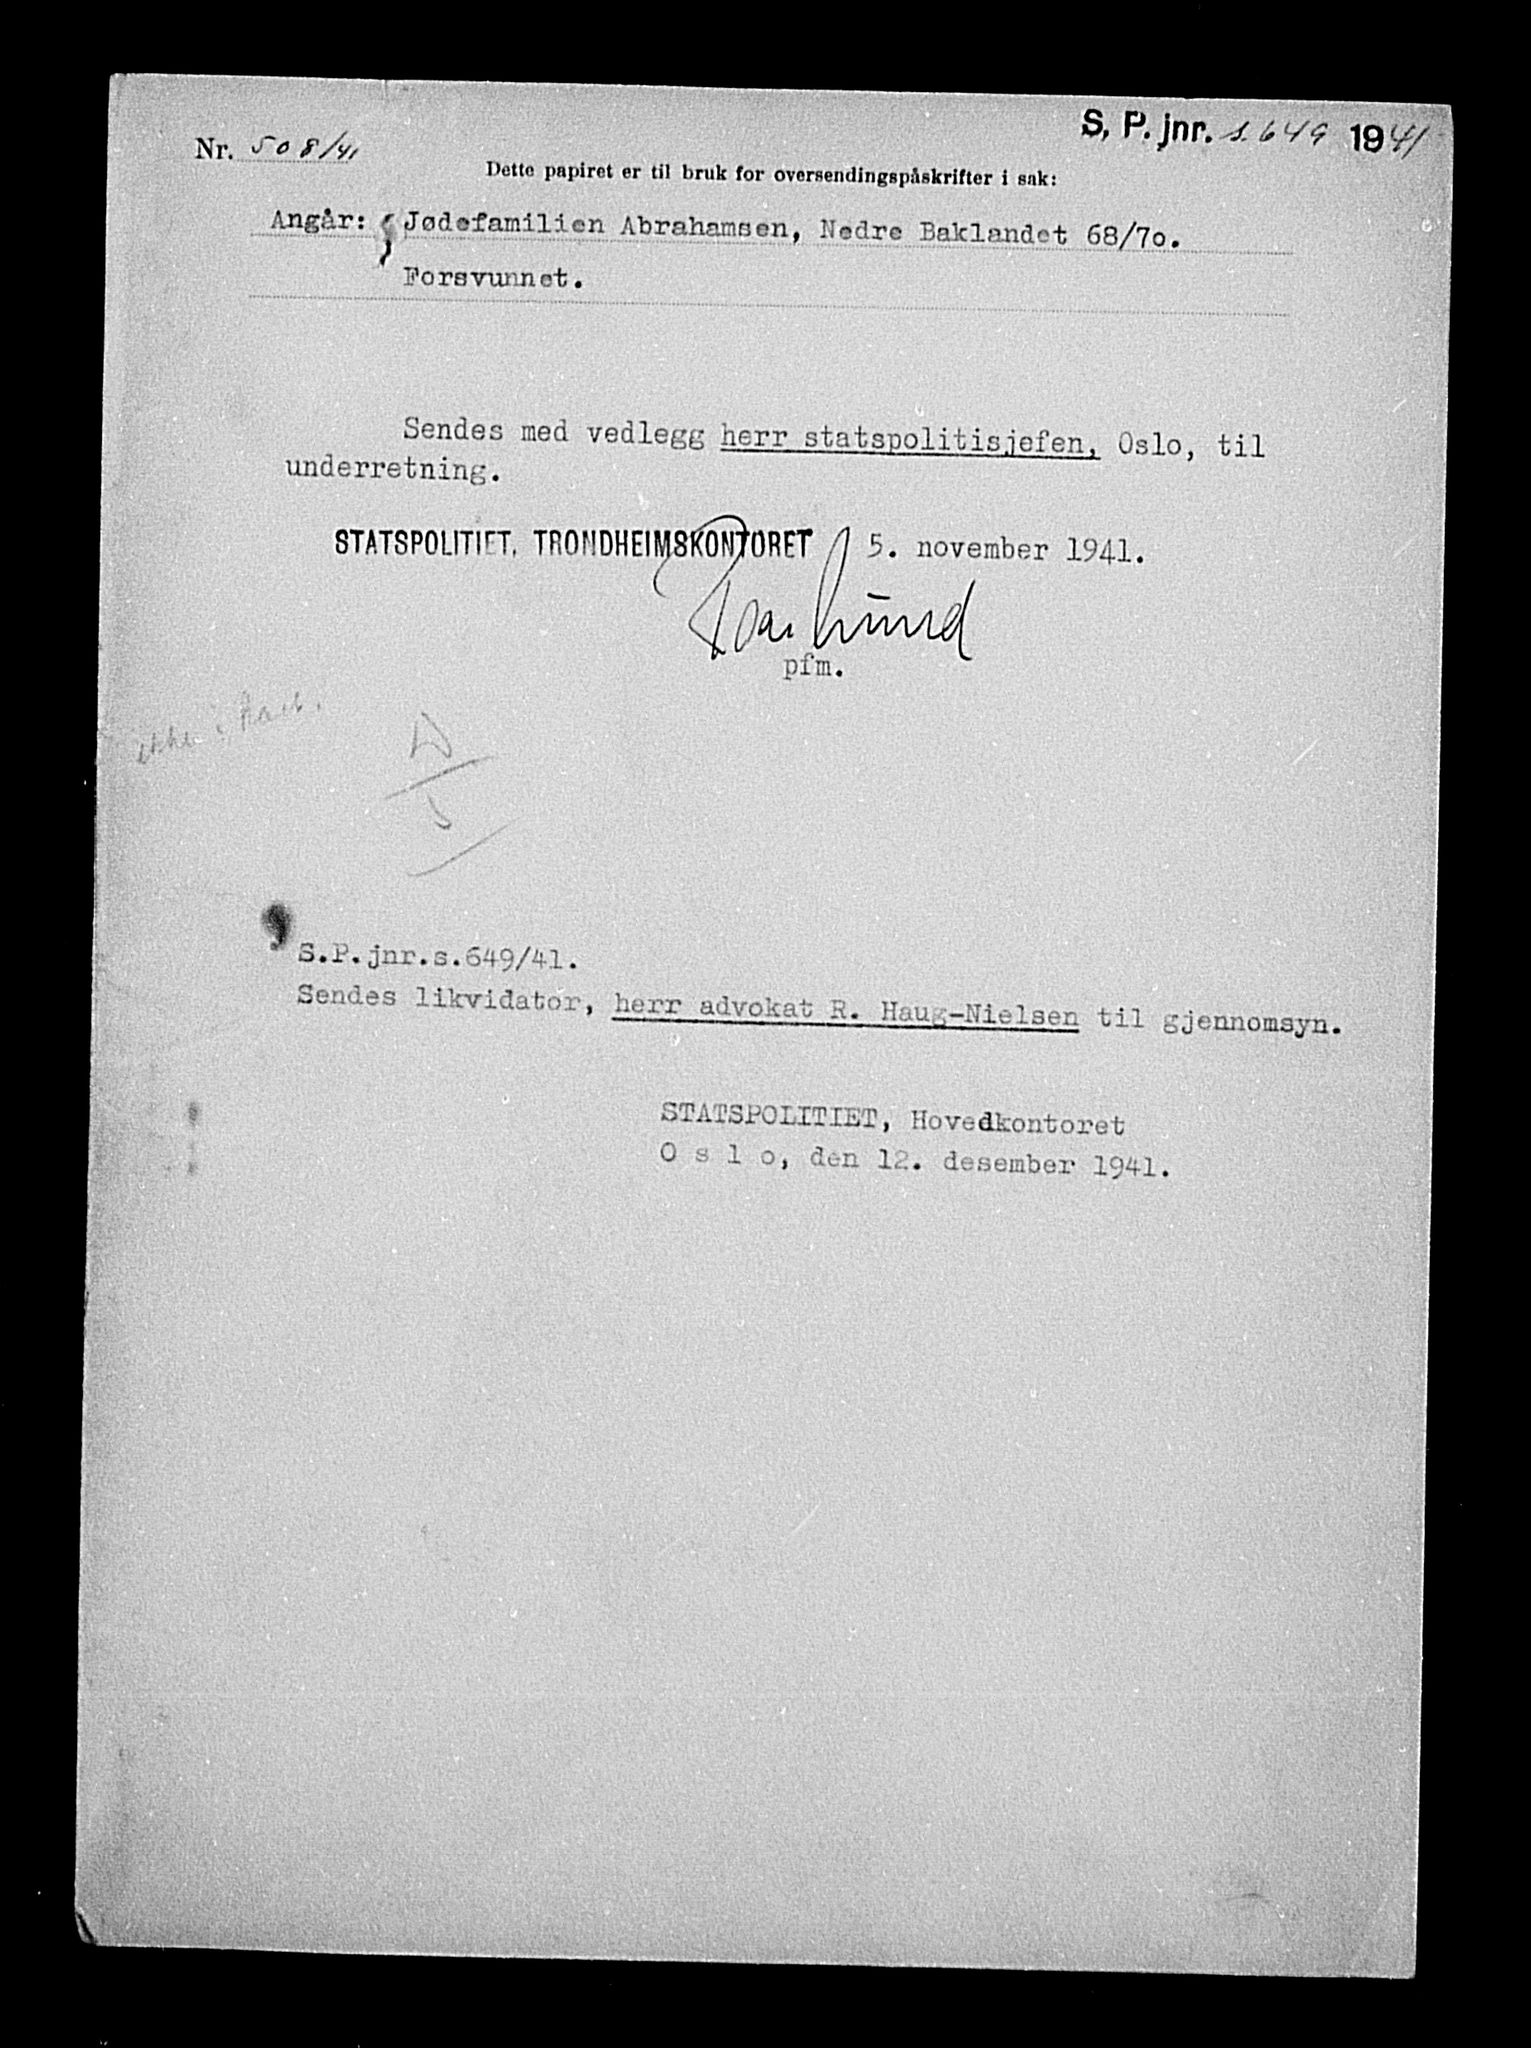 S. P. jnr. s. 649 1941
Nr. 508/41
Dette papiret er til bruk for oversendingspåskrifter i sak:
Angår: Jødefamilien Abrahamsen, Nedre Baklandet 68/70.
Forsvunnet.
Sendes med vedlegg herr statspolitisjefen, Oslo, til
underretning.
STATSPOLITIET, TRONDHEIMSKONTORET 5. november 1941.
pfm.
ikke i
S.P.jnr.s.649/41.
Sendes likvidator, herr advokat R. Haug-Nielsen til gjennomsyn.
STATSPOLITIET, Hovedkontoret
O s l o, den 12. desember 1941.